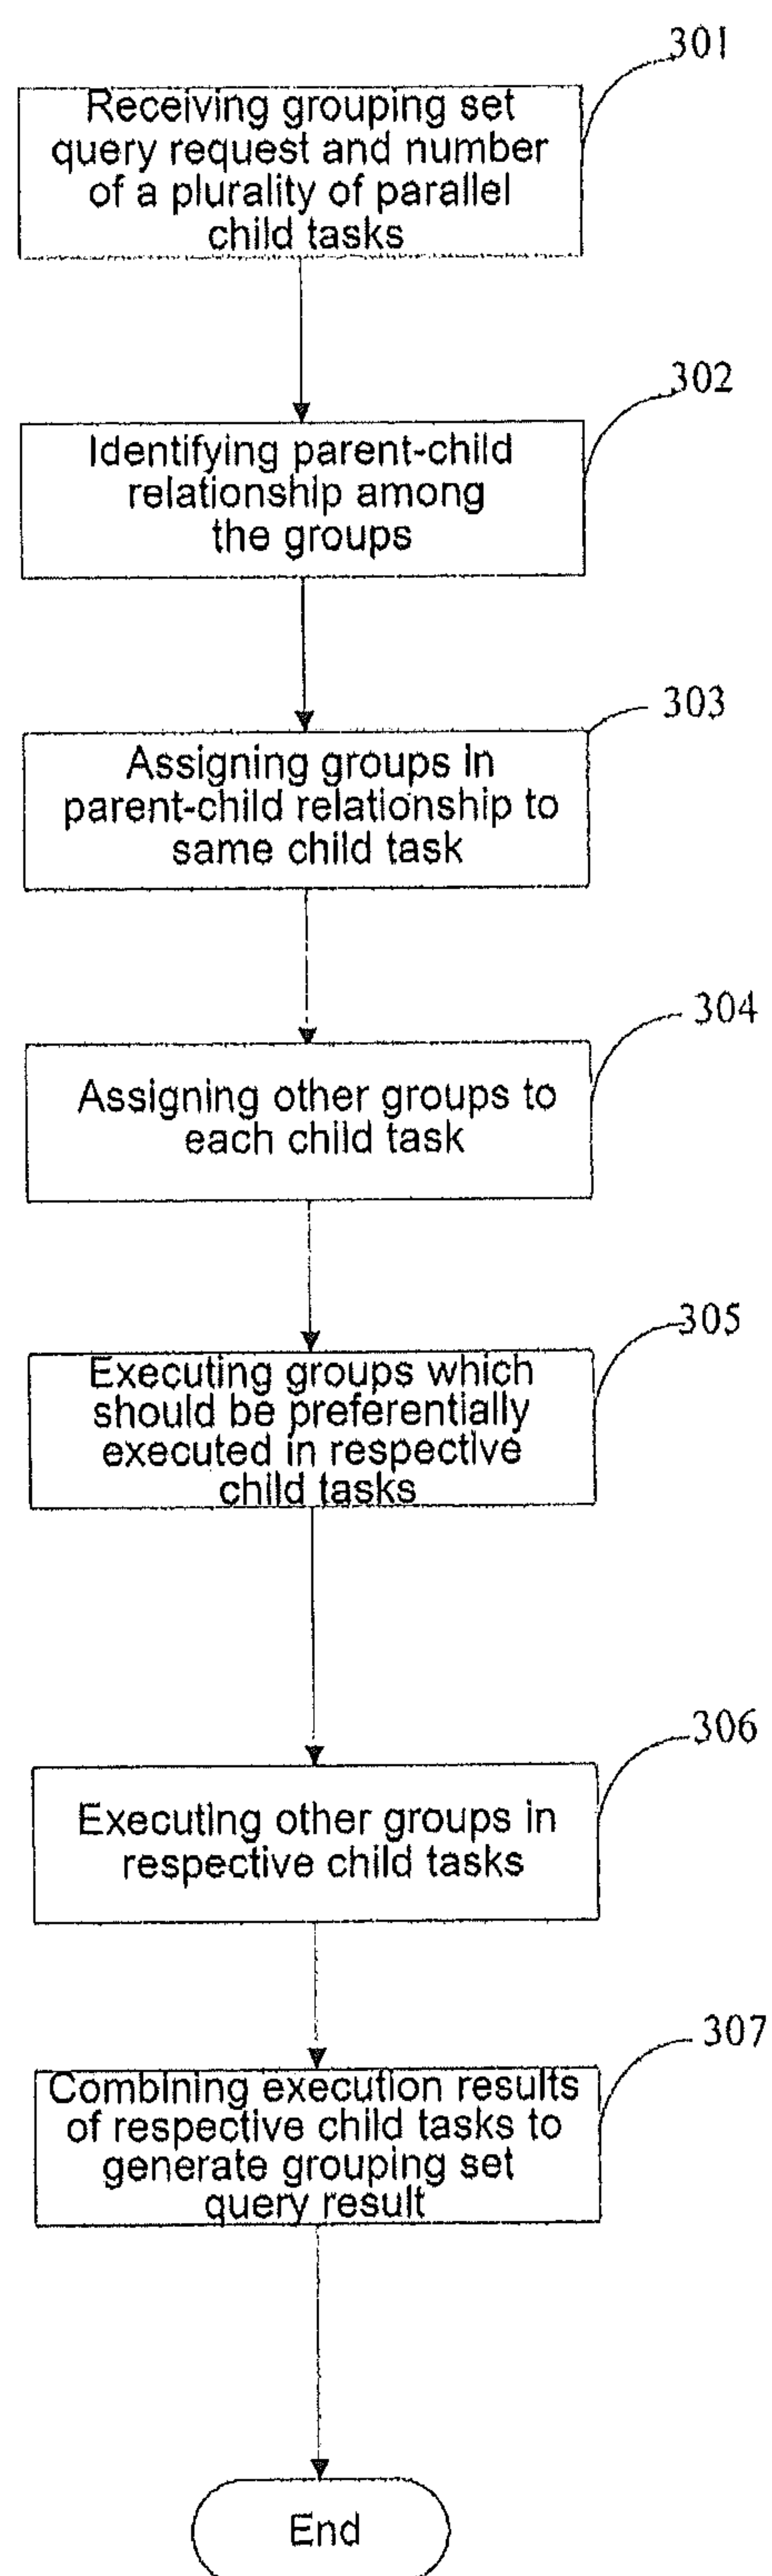 301
Receiving grouping set
query request and number
of a plurality of parallel
child tasks
302
Identifying parent-child
relationship among
the groups
303
Assigning groups in
parent-child relationship to
same child task
304
Assigning other groups to
each child task
305
Executing groups which
should be preferentially
executed in respective
child tasks
306
Executing other groups in
respective child tasks
307
Combining execution results
of respective child tasks to
generate grouping set
query result
End